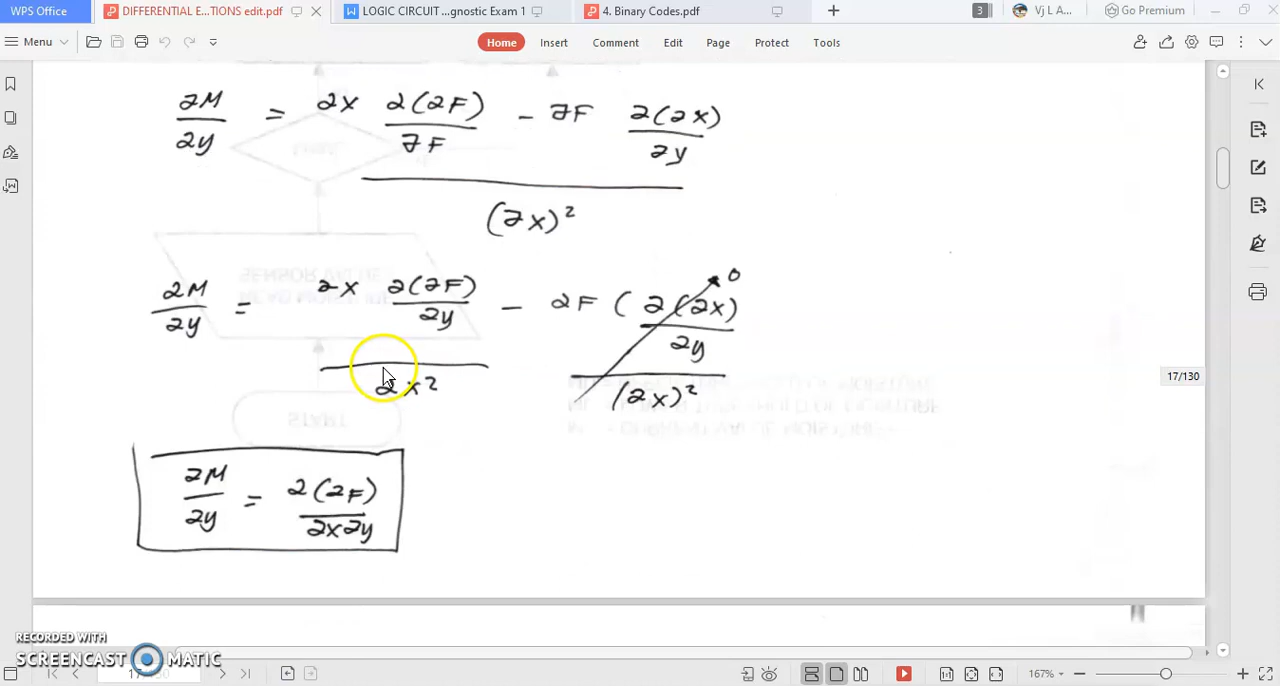 WPS Office
DIFFERENTIAL E...TIONS edit.pdf
LOGIC CIRCUIT ...gnostic Exam 1
4. Binary Codes.pdf
3
Vj L A...
Go Premium
Menu
Home Insert Comment Edit Page Protect Tools
∂M/∂y = (∂x ∂(∂F)/∂F - ∂F ∂(∂x)/∂y) / (∂x)²
∂M/∂y = (∂x ∂(∂F)/∂y) / ∂x² - (∂F (∂(∂x)/∂y) / (∂x)² 0
∂M/∂y = ∂(∂F)/∂x∂y
17/130
RECORDED WITH
SCREENCAST MATIC
17/130
167%